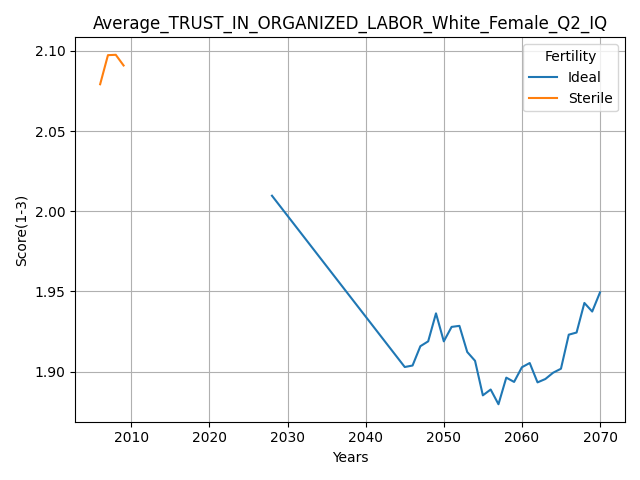 Average_TRUST_IN_ORGANIZED_LABOR_White_Female_Q2_IQ
Fertility
Ideal
Sterile
2.10
2.05
2.00
1.95
1.90
Score(1-3)
2010 2020 2030 2040 2050 2060 2070
Years